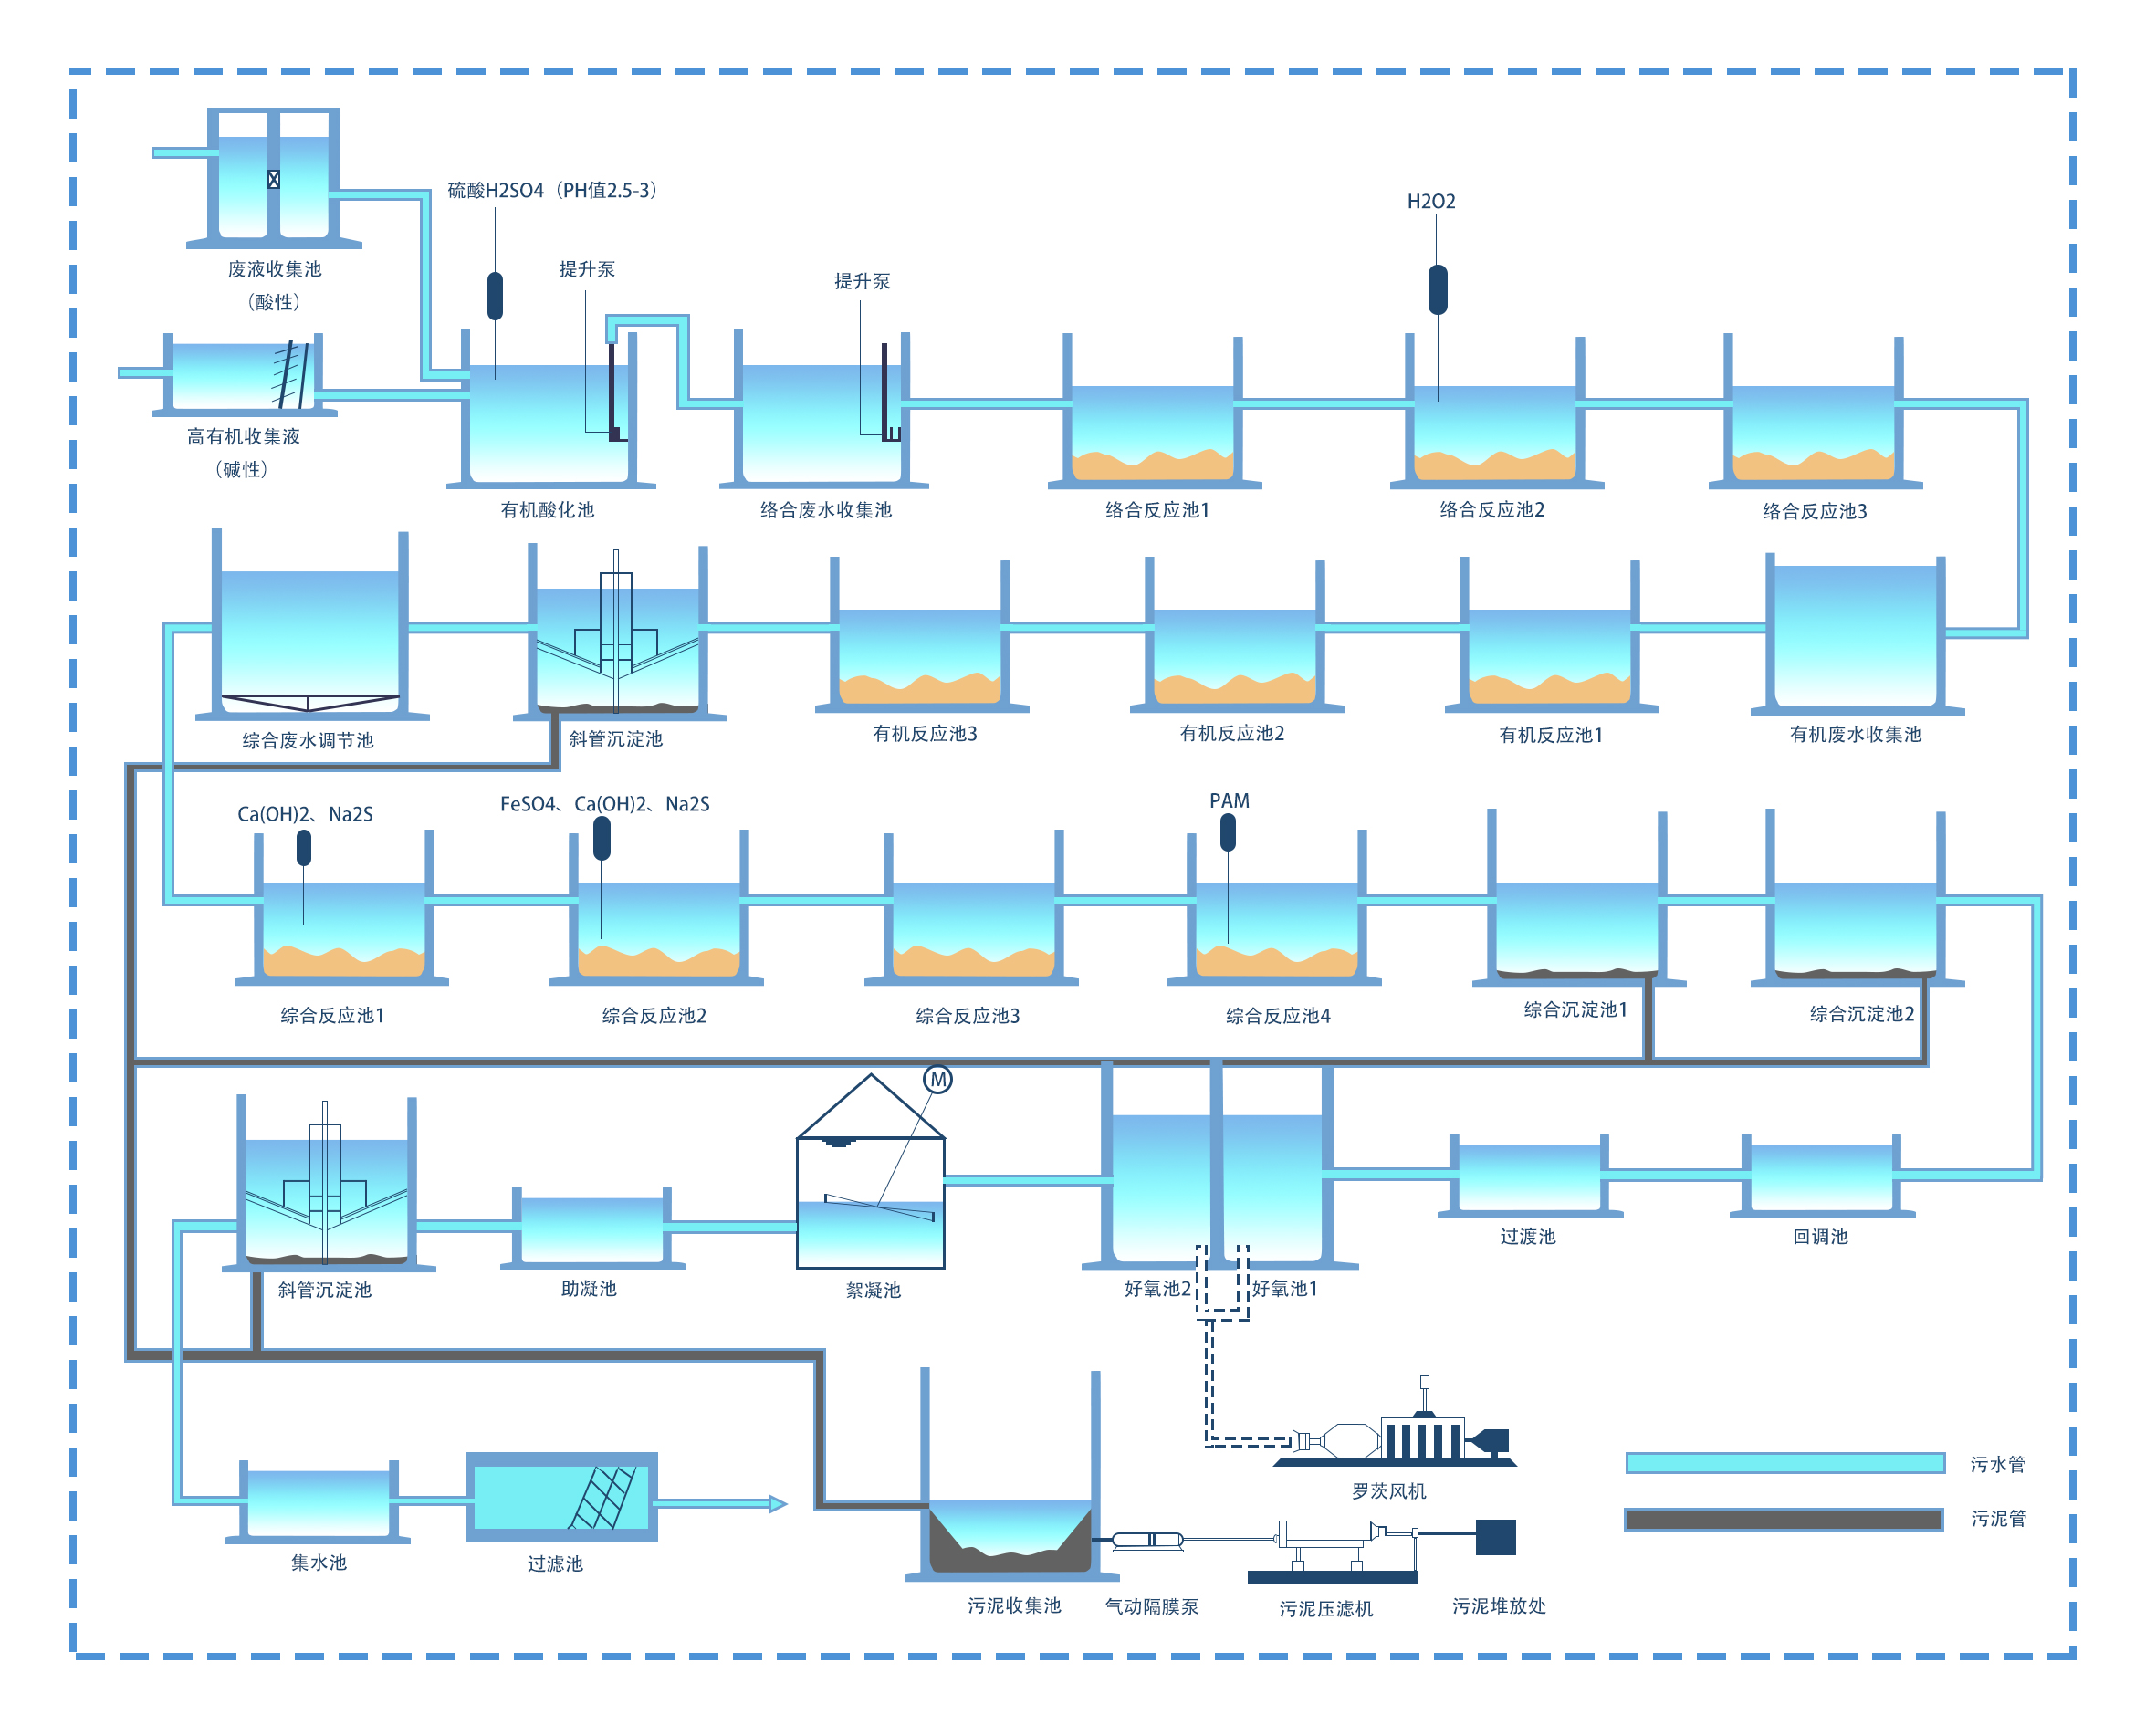 硫酸H2SO4（PH值2.5-3）
H2O2
废液收集池
（酸性）
提升泵
提升泵
高有机收集液
（碱性）
有机酸化池
络合废水收集池
络合反应池1
络合反应池2
络合反应池3
综合废水调节池
斜管沉淀池
有机反应池3
有机反应池2
有机反应池1
有机废水收集池
Ca(OH)2、Na2S
FeSO4、Ca(OH)2、Na2S
PAM
综合反应池1
综合反应池2
综合反应池3
综合反应池4
综合沉淀池1
综合沉淀池2
M
斜管沉淀池
助凝池
絮凝池
好氧池2
好氧池1
过渡池
回调池
罗茨风机
污水管
污泥管
集水池
过滤池
污泥收集池
气动隔膜泵
污泥压滤机
污泥堆放处